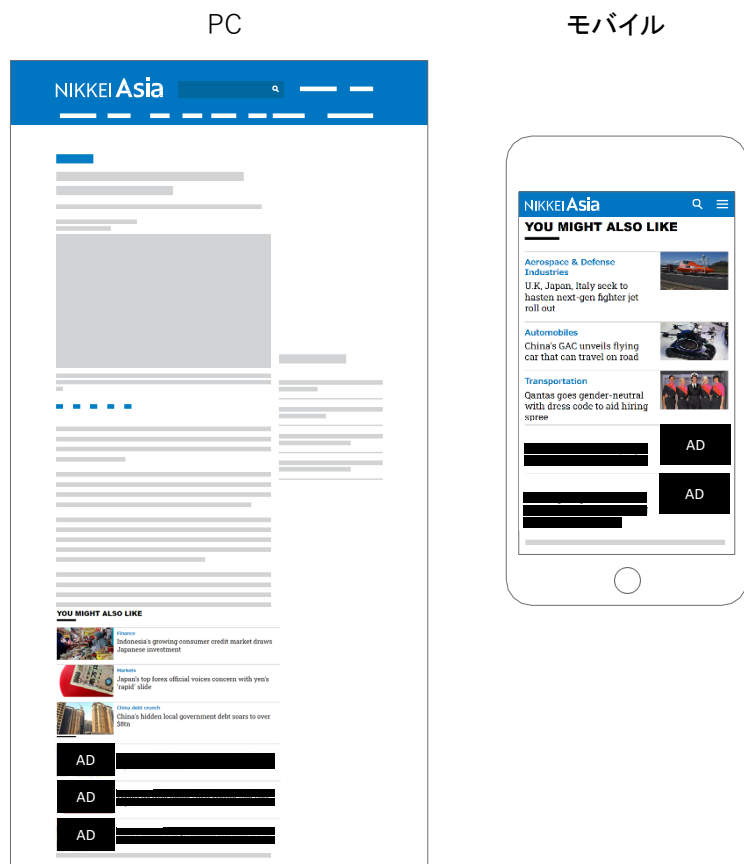 PC
NIKKEI Asia
YOU MIGHT ALSO LIKE
Finance
Indonesia's growing consumer credit market draws
Japanese investment
Markets
Japan's top forex official voices concern with yen's
'rapid' slide
China debt crunch
China's hidden local government debt soars to over
$8tn
AD
AD
AD
モバイル
NIKKEI Asia
YOU MIGHT ALSO LIKE
Aerospace & Defense
Industries
U.K, Japan, Italy seek to
hasten next-gen fighter jet
roll out
Automobiles
China's GAC unveils flying
car that can travel on road
Transportation
Qantas goes gender-neutral
with dress code to aid hiring
spree
AD
AD